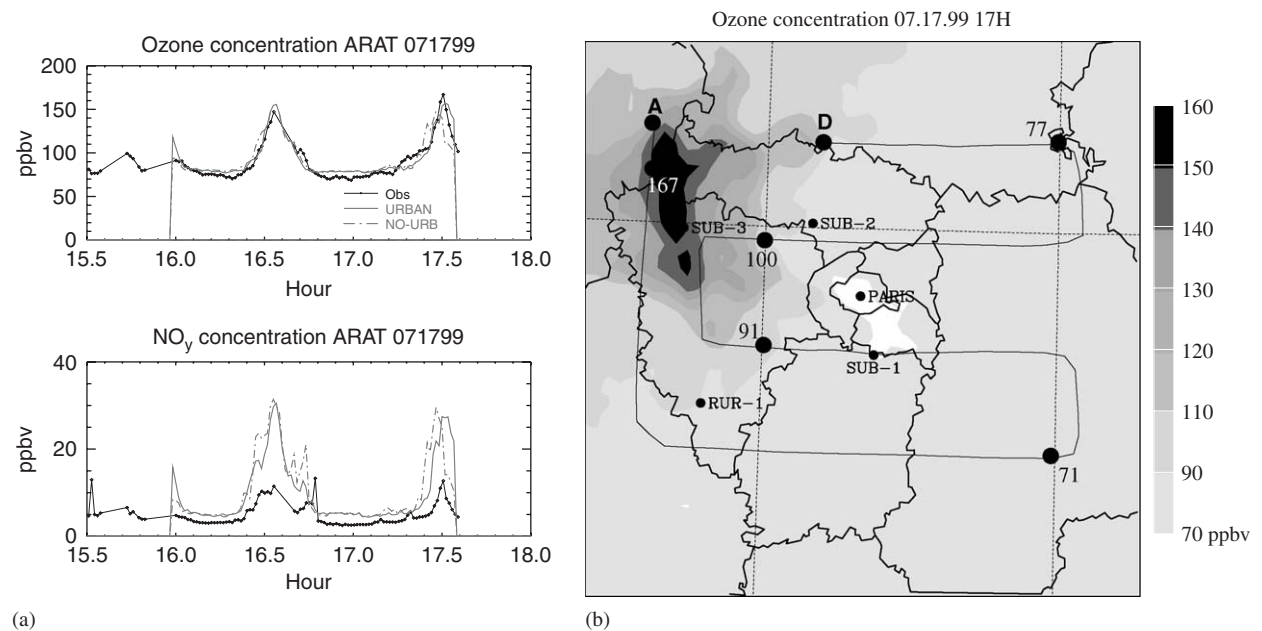 Ozone concentration ARAT 071799
200
150
100
50
0
ppbv
Obs
URBAN
NO-URB
15.5 16.0 16.5 17.0 17.5 18.0
Hour
NOy concentration ARAT 071799
40
20
0
ppbv
15.5 16.0 16.5 17.0 17.5 18.0
Hour
(a)
Ozone concentration 07.17.99 17H
A
D
77
167
SUB-3
SUB-2
100
PARIS
91
SUB-1
RUR-1
71
160
150
140
130
120
110
90
70 ppbv
(b)